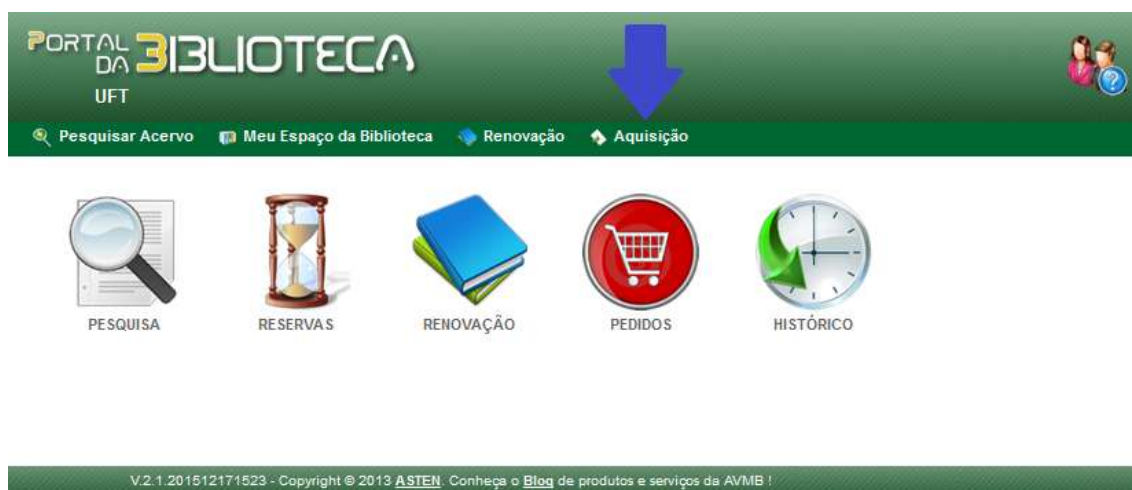 PORTAL DA BIBLIOTECA
UFT
Pesquisar Acervo Meu Espaço da Biblioteca Renovação Aquisição
PESQUISA RESERVAS RENOVAÇÃO PEDIDOS HISTÓRICO
V.2.1.201512171523 - Copyright © 2013 ASTEN. Conheça o Blog de produtos e serviços da AVMB !